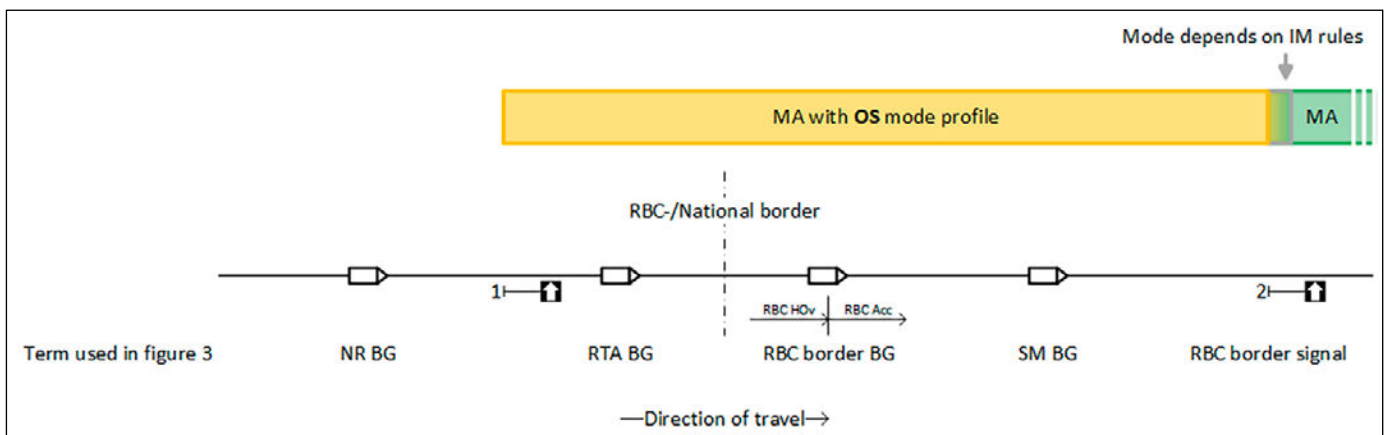 Mode depends on IM rules
MA with OS mode profile
MA
RBC-/National border
1
2
RBC HOv
RBC Acc
Term used in figure 3
NR BG
RTA BG
RBC border BG
SM BG
RBC border signal
Direction of travel